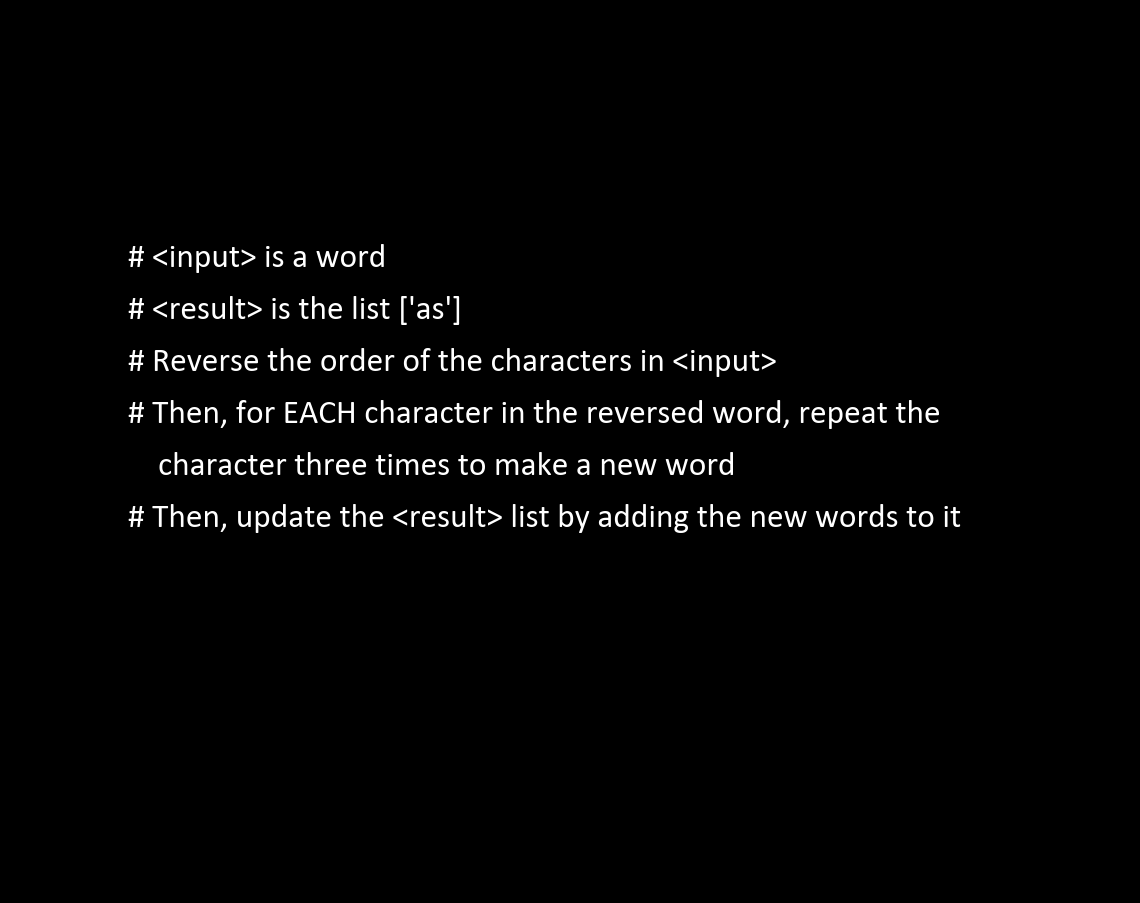 # <input> is a word
# <result> is the list ['as']
# Reverse the order of the characters in <input>
# Then, for EACH character in the reversed word, repeat the
character three times to make a new word
# Then, update the <result> list by adding the new words to it